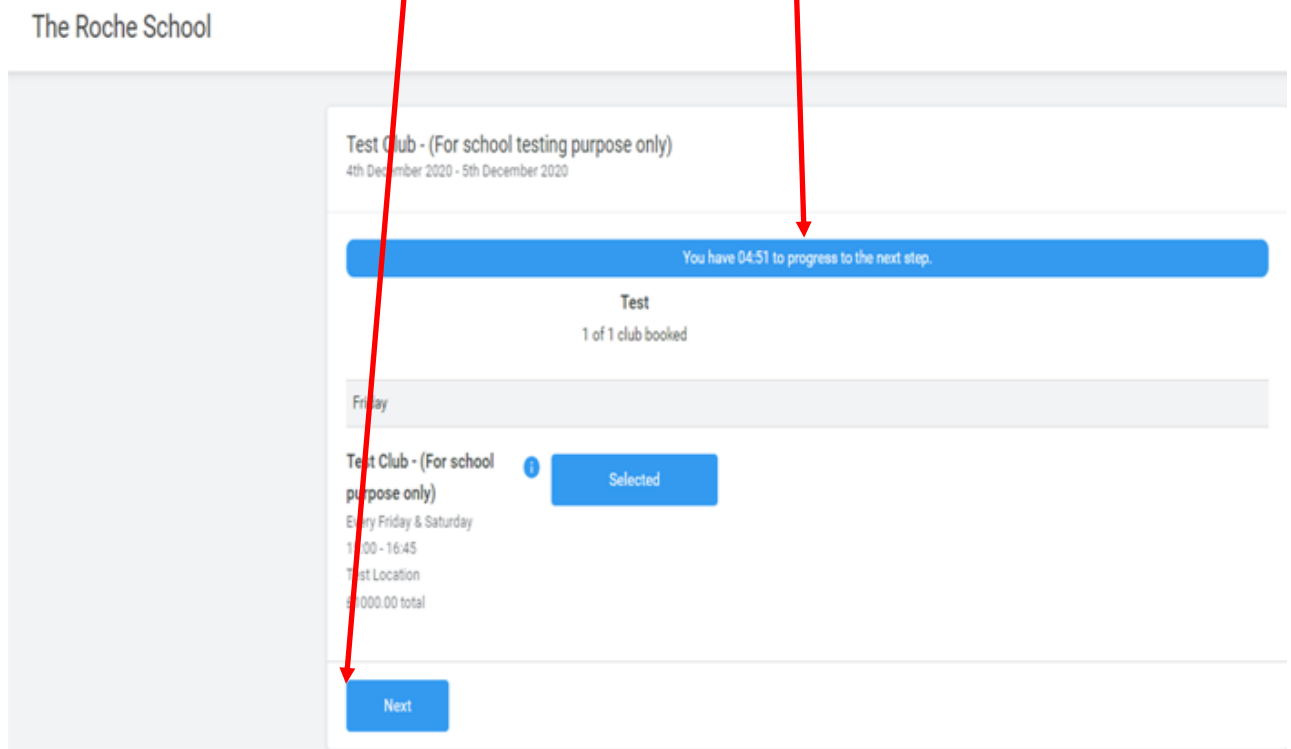 The Roche School
Test Club - (For school testing purpose only)
4th December 2020 - 5th December 2020
You have 04:51 to progress to the next step.
Test
1 of 1 club booked
Friday
Test Club - (For school
purpose only)
i
Selected
Every Friday & Saturday
- 16:45
Test Location
1000.00 total
Next